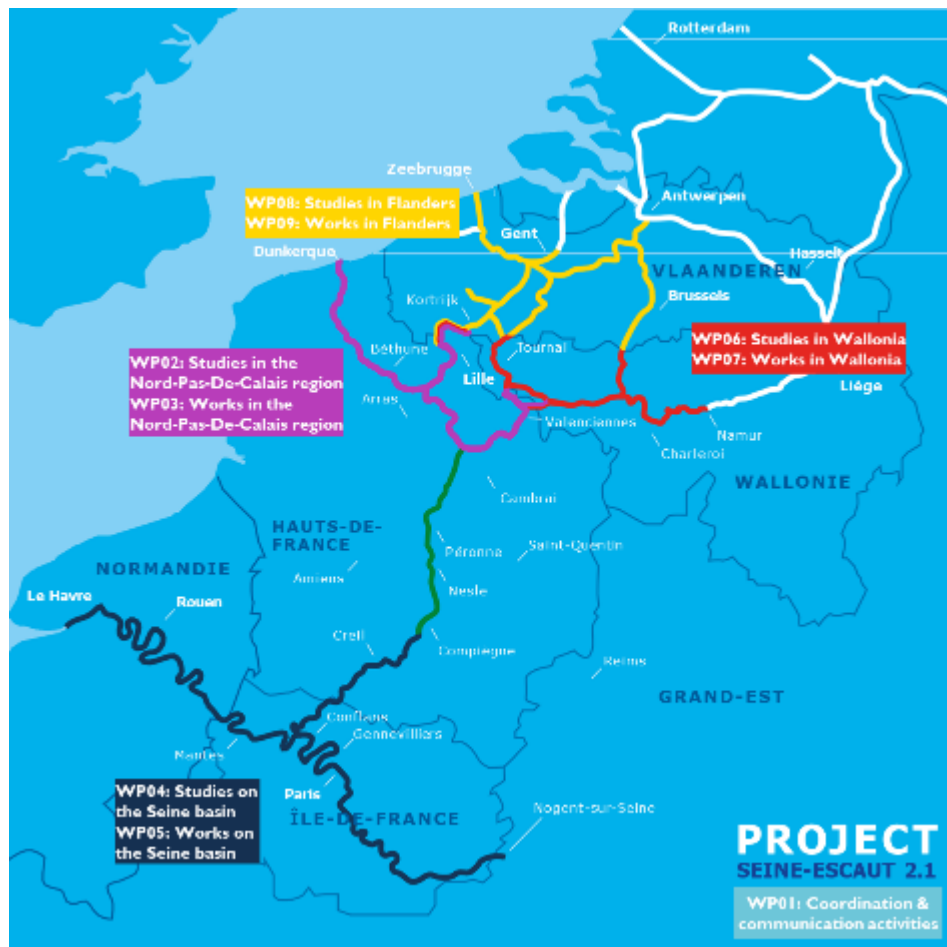 Rotterdam
Zeebrugge
WP08: Studies in Flanders
WP09: Works in Flanders
Antwerpen
Gent
Dunkerque
Hasselt
VLAANDEREN
Brussels
Kortrijk
WP06: Studies in Wallonia
WP07: Works in Wallonia
Béthune
Tournai
WP02: Studies in the
Nord-Pas-De-Calais region
WP03: Works in the
Nord-Pas-De-Calais region
Lille
Liége
Arras
Valenciennes
Namur
Charleroi
WALLONIE
Cambrai
HAUTS-DE-
FRANCE
Péronne
Saint-Quentin
NORMANDIE
Amiens
Nesle
Le Havre
Rouen
Creil
Compiegne
Reims
GRAND-EST
Conflans
Gennevilliers
Mantes
WP04: Studies on
the Seine basin
WP05: Works on
the Seine basin
Paris
ÎLE-DE-FRANCE
Nogent-sur-Seine
PROJECT
SEINE-ESCAUT 2.1
WP01: Coordination &
communication activities